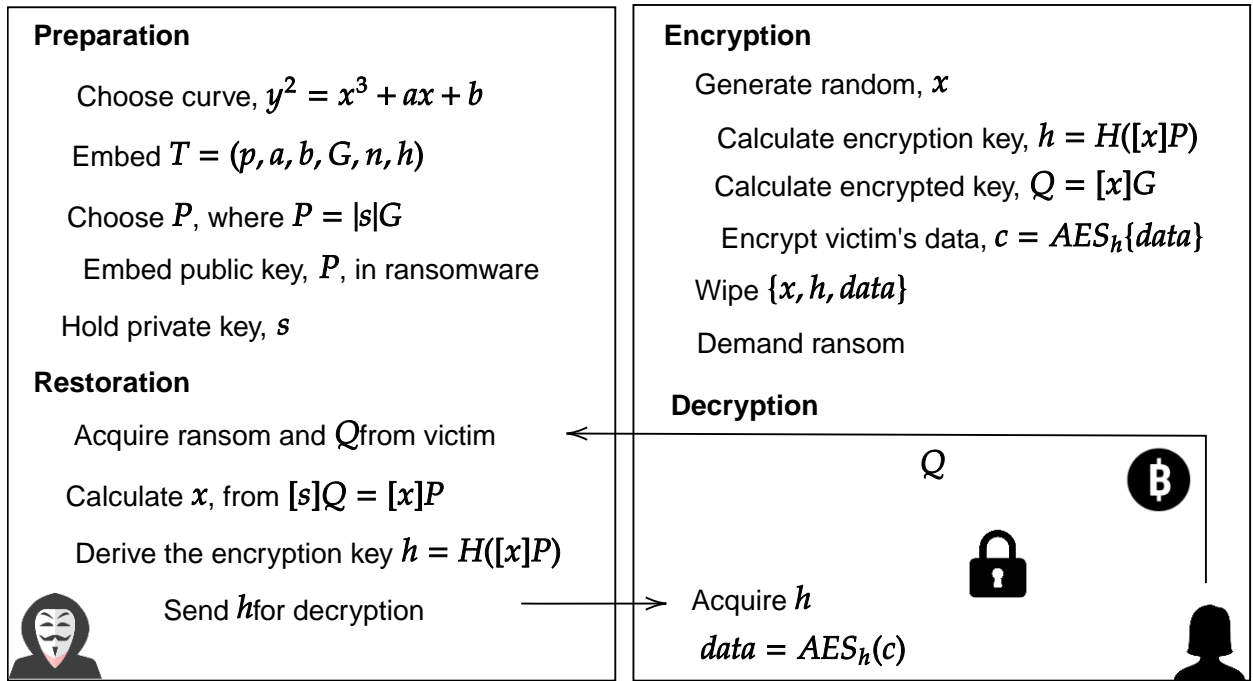 Preparation
Choose curve, y² = x³ + ax + b
Embed T = (p, a, b, G, n, h)
Choose P, where P = |s|G
Embed public key, P, in ransomware
Hold private key, s
Restoration
Acquire ransom and Qfrom victim
Calculate x, from [s]Q = [x]P
Derive the encryption key h = H([x]P)
Send hfor decryption
Encryption
Generate random, x
Calculate encryption key, h = H([x]P)
Calculate encrypted key, Q = [x]G
Encrypt victim's data, c = AESₕ{data}
Wipe {x, h, data}
Demand ransom
Decryption
Q
₿
Acquire h
data = AESₕ(c)